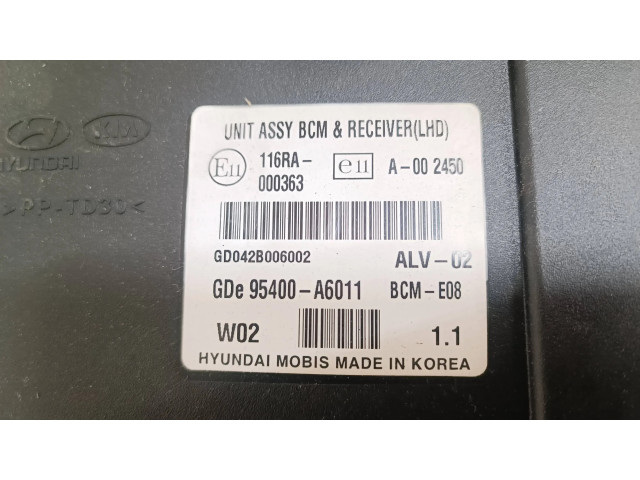 HYUNDAI
KM
>PP-TD30<
UNIT ASSY BCM & RECEIVER(LHD)
E11 116RA-000363 e11 A-00 2450
GD042B006002 ALV-02
GDe 95400-A6011 BCM-E08
W02 1.1
HYUNDAI MOBIS MADE IN KOREA